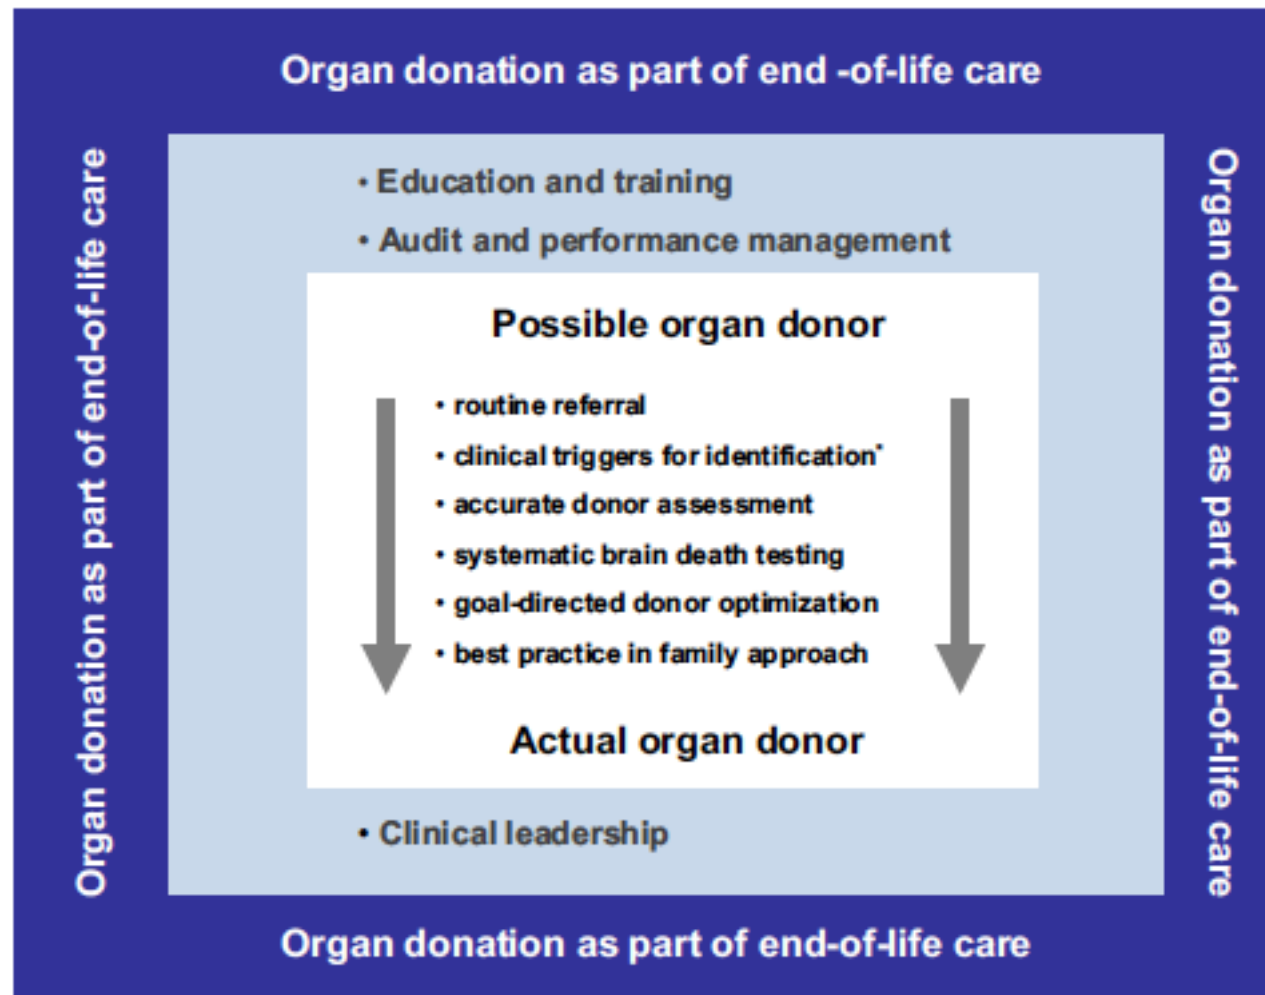 Organ donation as part of end -of-life care
Organ donation as part of end-of-life care
• Education and training
• Audit and performance management
Possible organ donor
• routine referral
• clinical triggers for identification*
• accurate donor assessment
• systematic brain death testing
• goal-directed donor optimization
• best practice in family approach
Actual organ donor
• Clinical leadership
Organ donation as part of end-of-life care
Organ donation as part of end-of-life care